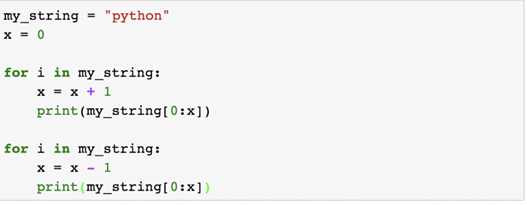 my_string = "python"
x = 0
for i in my_string:
    x = x + 1
    print(my_string[0:x])
for i in my_string:
    x = x - 1
    print(my_string[0:x])